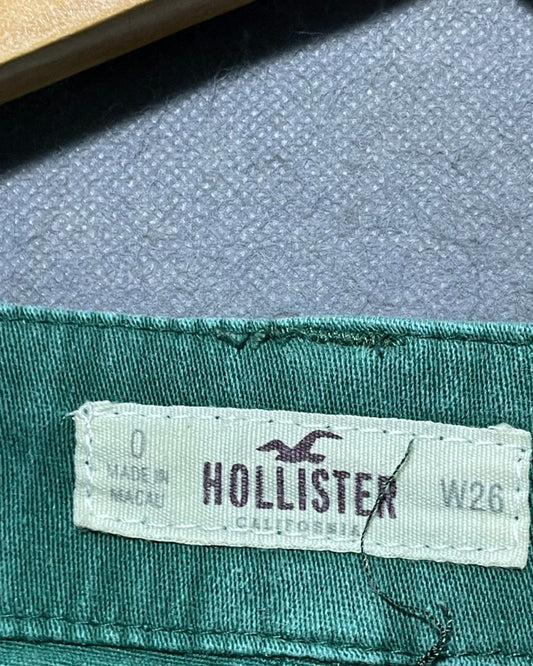 0
MADE IN
MACAU
HOLLISTER
CALIFORNIA
W26